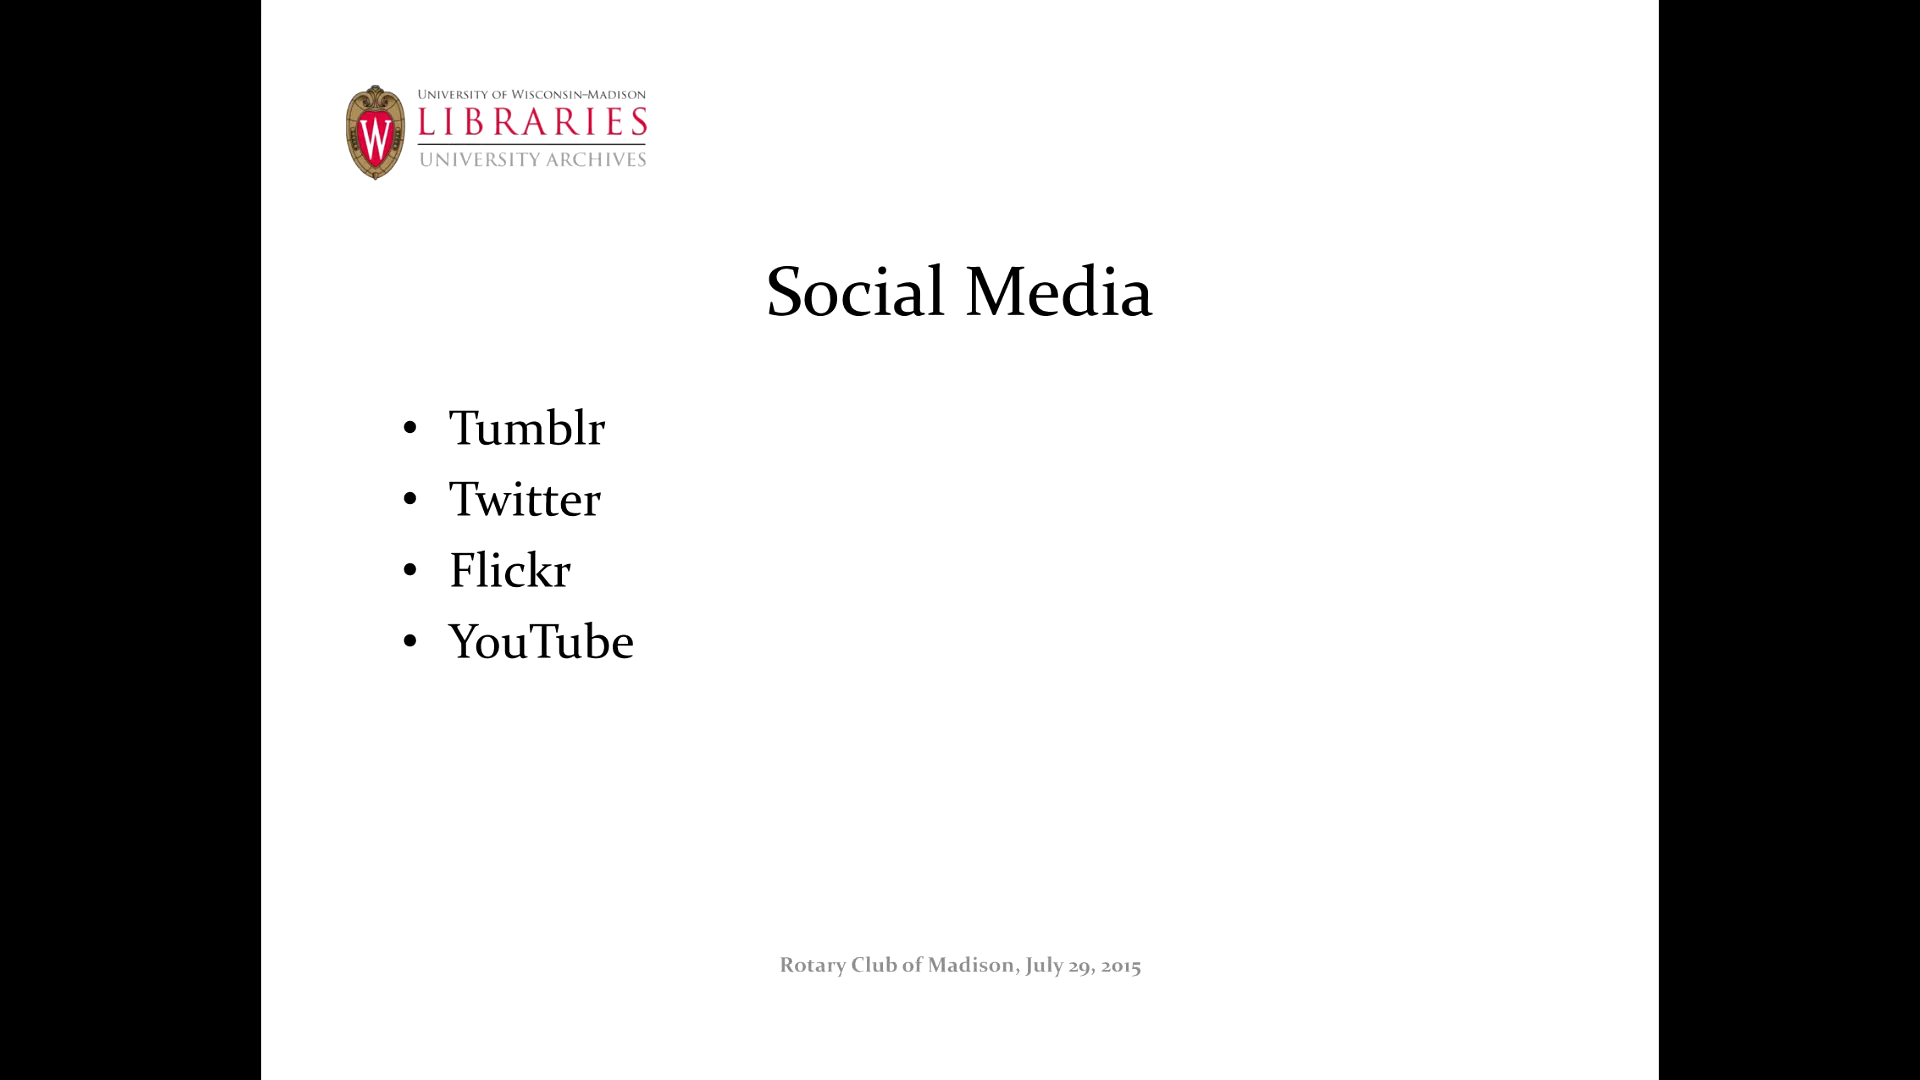 W
University of Wisconsin–Madison
LIBRARIES
UNIVERSITY ARCHIVES
Social Media
• Tumblr
• Twitter
• Flickr
• YouTube
Rotary Club of Madison, July 29, 2015